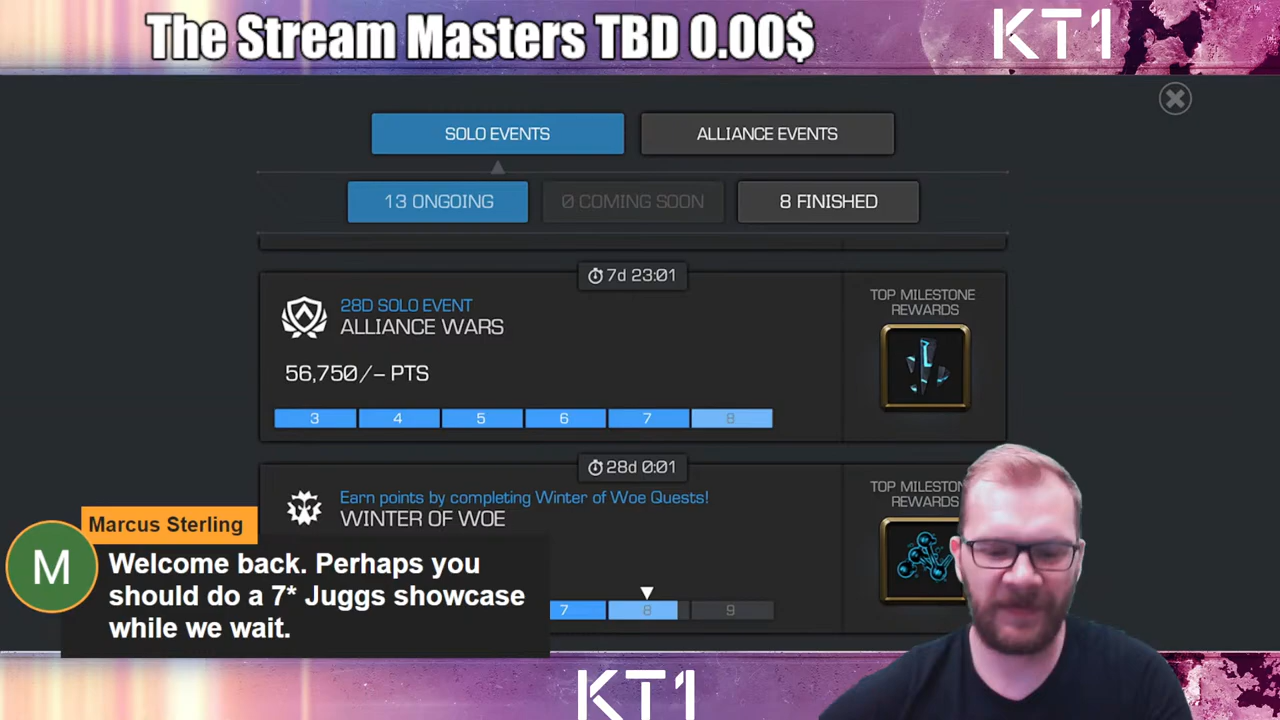 The Stream Masters TBD 0.00$
KT1
SOLO EVENTS
ALLIANCE EVENTS
13 ONGOING
0 COMING SOON
8 FINISHED
7d 23:01
28D SOLO EVENT
ALLIANCE WARS
56,750/– PTS
3 4 5 6 7 8
TOP MILESTONE
REWARDS
28d 0:01
Earn points by completing Winter of Woe Quests!
WINTER OF WOE
7 8 9
REWARDS
Marcus Sterling
M
Welcome back. Perhaps you
should do a 7* Juggs showcase
while we wait.
KT1